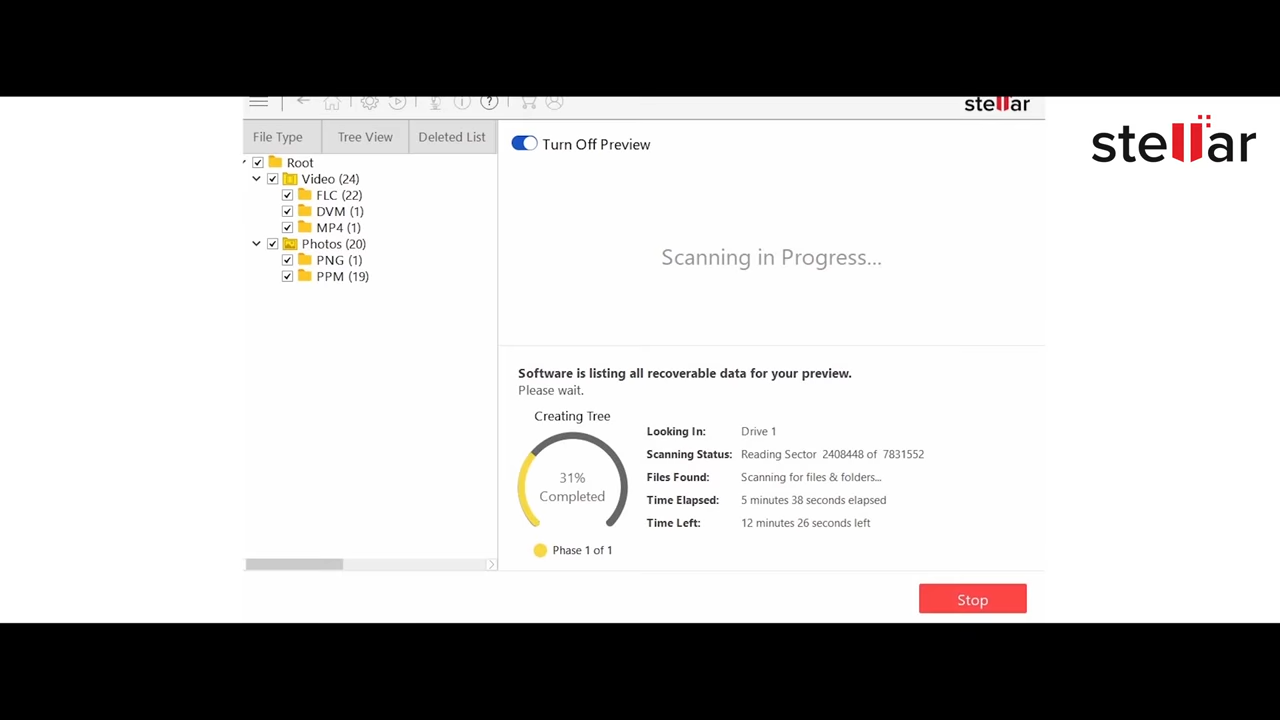 stellar
stellar
File Type Tree View Deleted List
Turn Off Preview
Root
Video (24)
FLC (22)
DVM (1)
MP4 (1)
Photos (20)
PNG (1)
PPM (19)
Scanning in Progress...
Software is listing all recoverable data for your preview.
Please wait.
Creating Tree
31%
Completed
Phase 1 of 1
Looking In: Drive 1
Scanning Status: Reading Sector 2408448 of 7831552
Files Found: Scanning for files & folders...
Time Elapsed: 5 minutes 38 seconds elapsed
Time Left: 12 minutes 26 seconds left
Stop